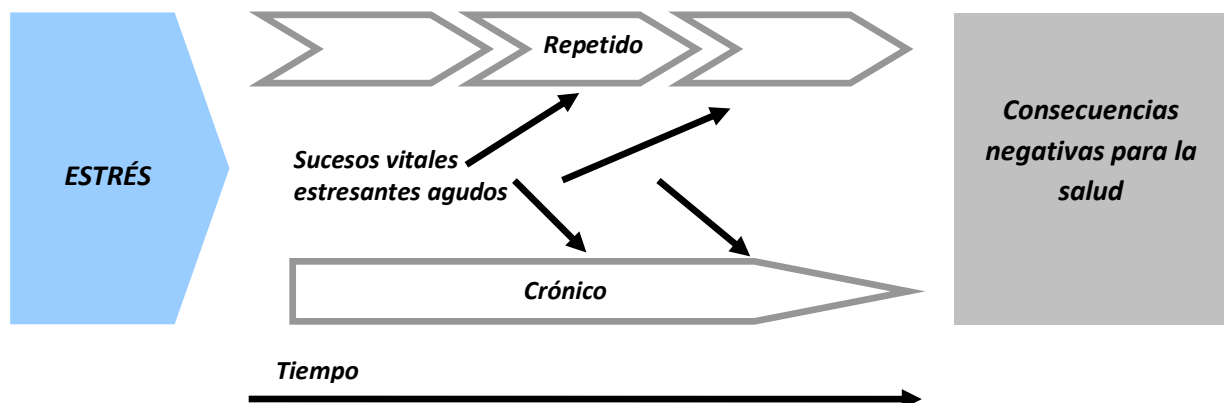 ESTRÉS
Repetido
Sucesos vitales
estresantes agudos
Crónico
Tiempo
Consecuencias
negativas para la
salud